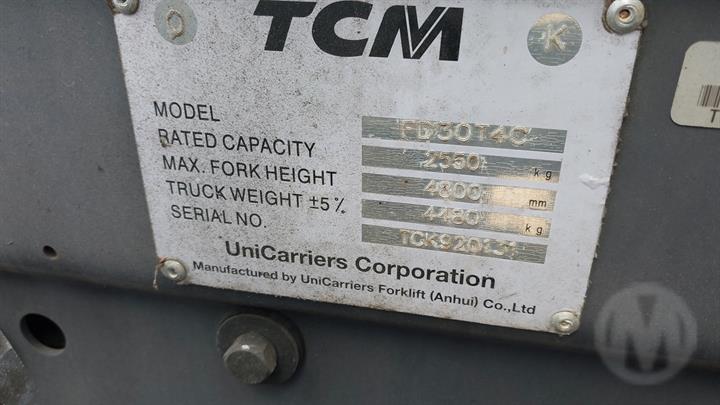 TCM
K
MODEL FD30T4C
RATED CAPACITY 2550 kg
MAX. FORK HEIGHT 4800 mm
TRUCK WEIGHT ±5% 4480 kg
SERIAL NO.
UniCarriers Corporation
Manufactured by UniCarriers Forklift (Anhui) Co.,Ltd
M